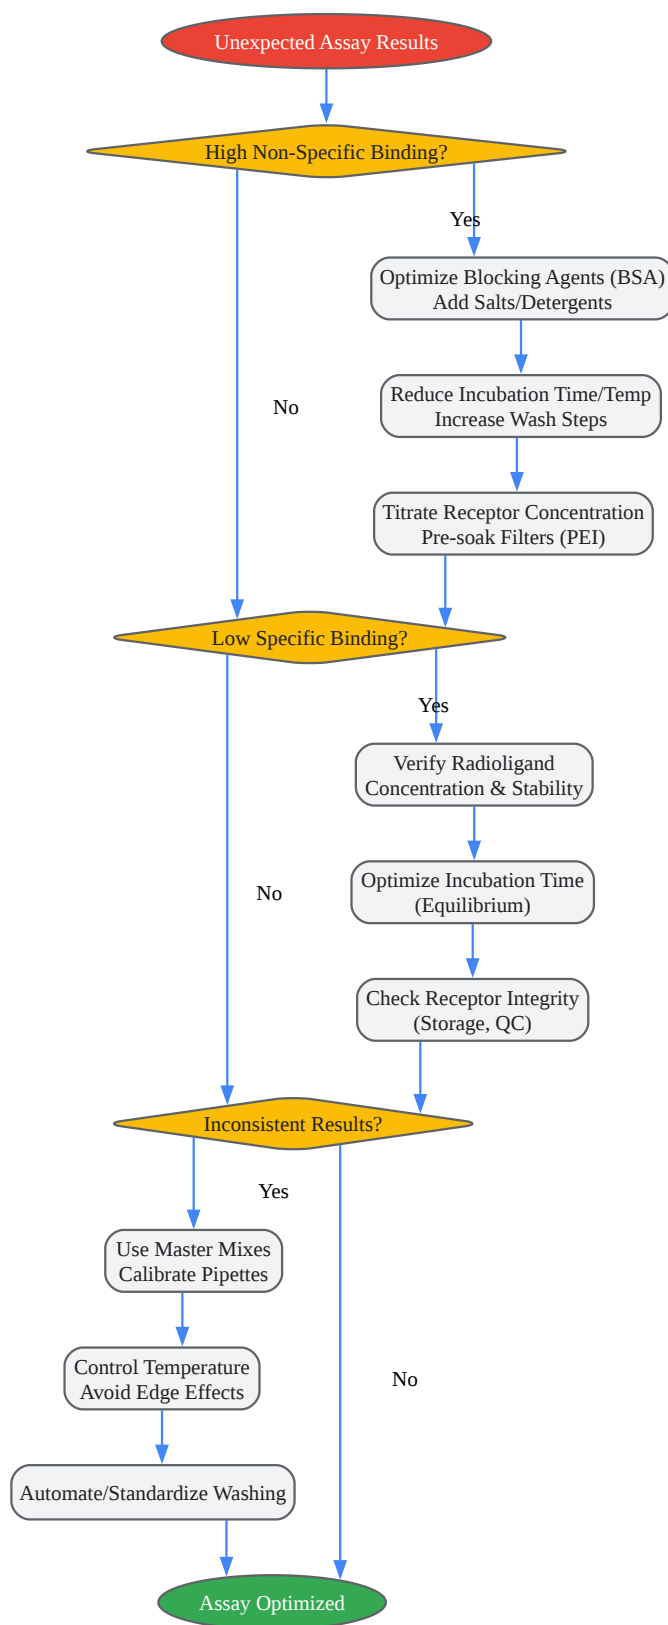 Unexpected Assay Results
High Non-Specific Binding?
Yes
Optimize Blocking Agents (BSA)
Add Salts/Detergents
Reduce Incubation Time/Temp
Increase Wash Steps
No
Titrate Receptor Concentration
Pre-soak Filters (PEI)
Low Specific Binding?
Yes
Verify Radioligand
Concentration & Stability
Optimize Incubation Time
(Equilibrium)
No
Check Receptor Integrity
(Storage, QC)
Inconsistent Results?
Yes
Use Master Mixes
Calibrate Pipettes
Control Temperature
Avoid Edge Effects
No
Automate/Standardize Washing
Assay Optimized